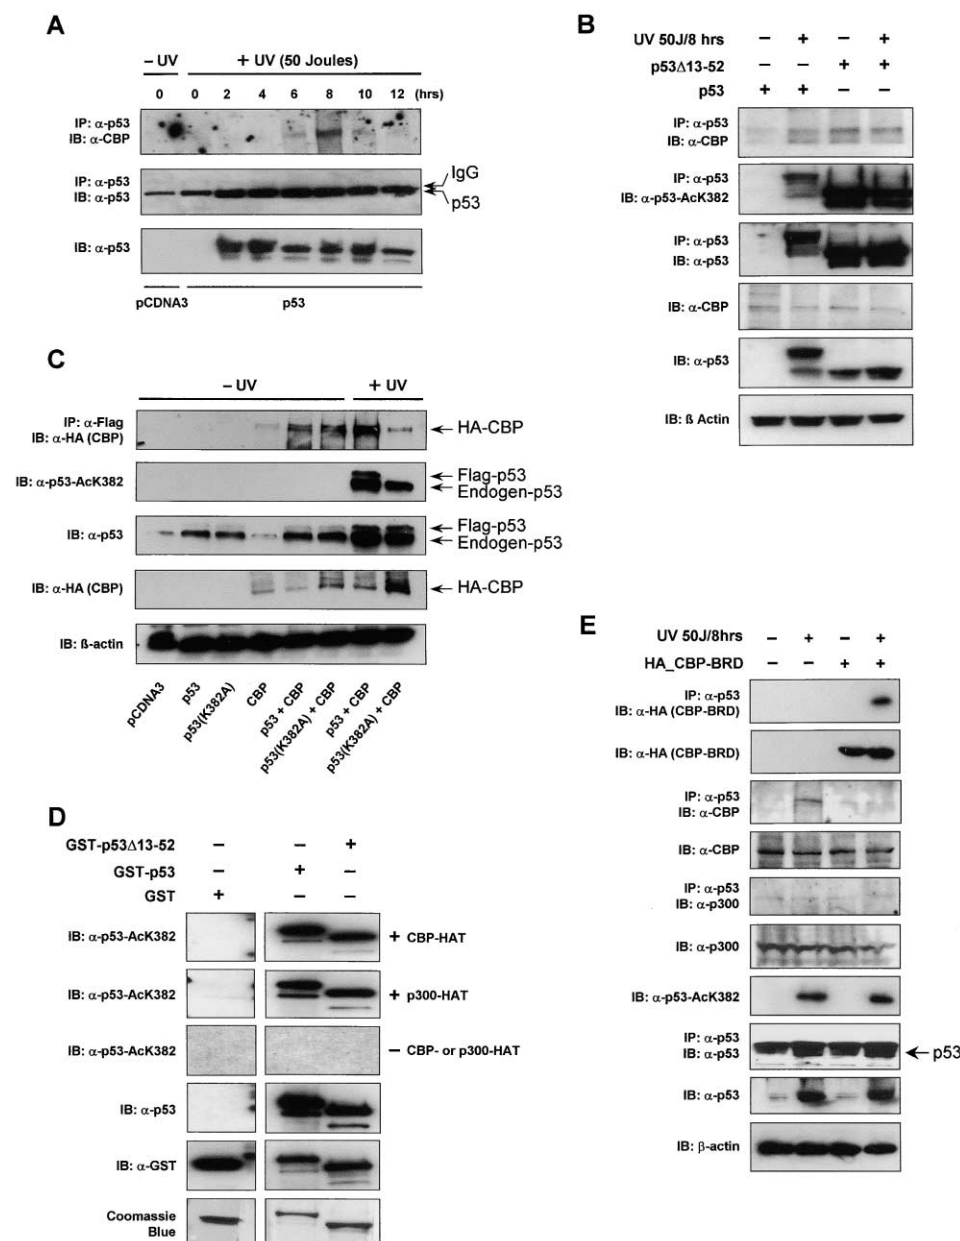 A
– UV + UV (50 Joules)
0 0 2 4 6 8 10 12 (hrs)
IP: α-p53
IB: α-CBP
IP: α-p53
IB: α-p53
IgG
p53
IB: α-p53
pCDNA3 p53
B
UV 50J/8 hrs – + – +
p53Δ13-52 – – + +
p53 + + – –
IP: α-p53
IB: α-CBP
IP: α-p53
IB: α-p53-AcK382
IP: α-p53
IB: α-p53
IB: α-CBP
IB: α-p53
IB: ß Actin
C
– UV + UV
IP: α-Flag
IB: α-HA (CBP)
HA-CBP
IB: α-p53-AcK382
Flag-p53
Endogen-p53
IB: α-p53
Flag-p53
Endogen-p53
IB: α-HA (CBP)
HA-CBP
IB: ß-actin
pCDNA3
p53
p53(K382A)
CBP
p53 + CBP
p53(K382A) + CBP
p53 + CBP
p53(K382A) + CBP
D
GST-p53Δ13-52 – – +
GST-p53 – + –
GST + – –
IB: α-p53-AcK382 + CBP-HAT
IB: α-p53-AcK382 + p300-HAT
IB: α-p53-AcK382 – CBP- or p300-HAT
IB: α-p53
IB: α-GST
Coomassie
Blue
E
UV 50J/8hrs – + – +
HA_CBP-BRD – – + +
IP: α-p53
IB: α-HA (CBP-BRD)
IB: α-HA (CBP-BRD)
IP: α-p53
IB: α-CBP
IB: α-CBP
IP: α-p53
IB: α-p300
IB: α-p300
IB: α-p53-AcK382
IP: α-p53
IB: α-p53
p53
IB: α-p53
IB: β-actin